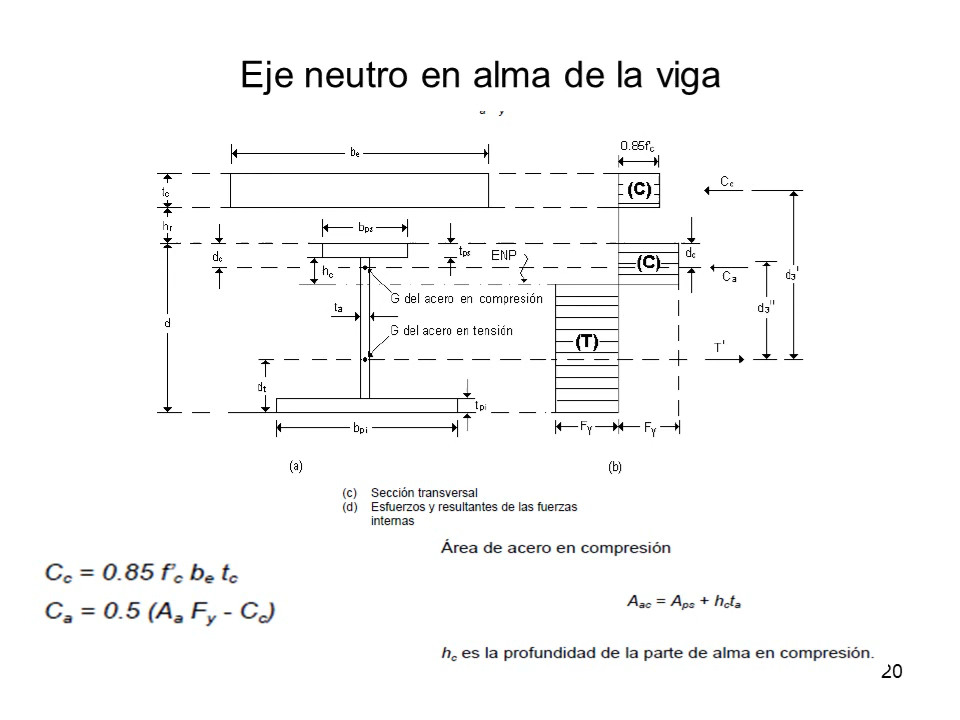 Eje neutro en alma de la viga
a y
0.85f'c
be
tc
(C)
Cc
hr
bps
tps
dc
ENP
dc
hc
(C)
Ca
d3'
G del acero en compresión
d3"
ta
d
G del acero en tensión
(T)
T'
dt
tpi
bpi
Fy
Fy
(a)
(b)
(c) Sección transversal
(d) Esfuerzos y resultantes de las fuerzas
internas
Área de acero en compresión
Cc = 0.85 f'c be tc
Aac = Aps + hcta
Ca = 0.5 (Aa Fy - Cc)
hc es la profundidad de la parte de alma en compresión.
20